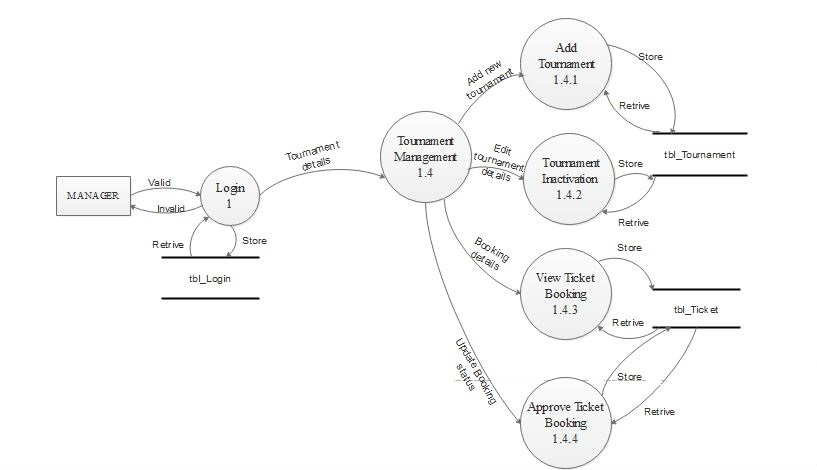 MANAGER
Valid
Invalid
Login
1
Retrive
Store
tbl_Login
Tournament
details
Tournament
Management
1.4
Add new
tournament
Add
Tournament
1.4.1
Store
Retrive
tbl_Tournament
Edit
tournament
details
Tournament
Inactivation
1.4.2
Store
Retrive
Booking
details
View Ticket
Booking
1.4.3
Store
Retrive
tbl_Ticket
Update Booking
status
Approve Ticket
Booking
1.4.4
Store
Retrive